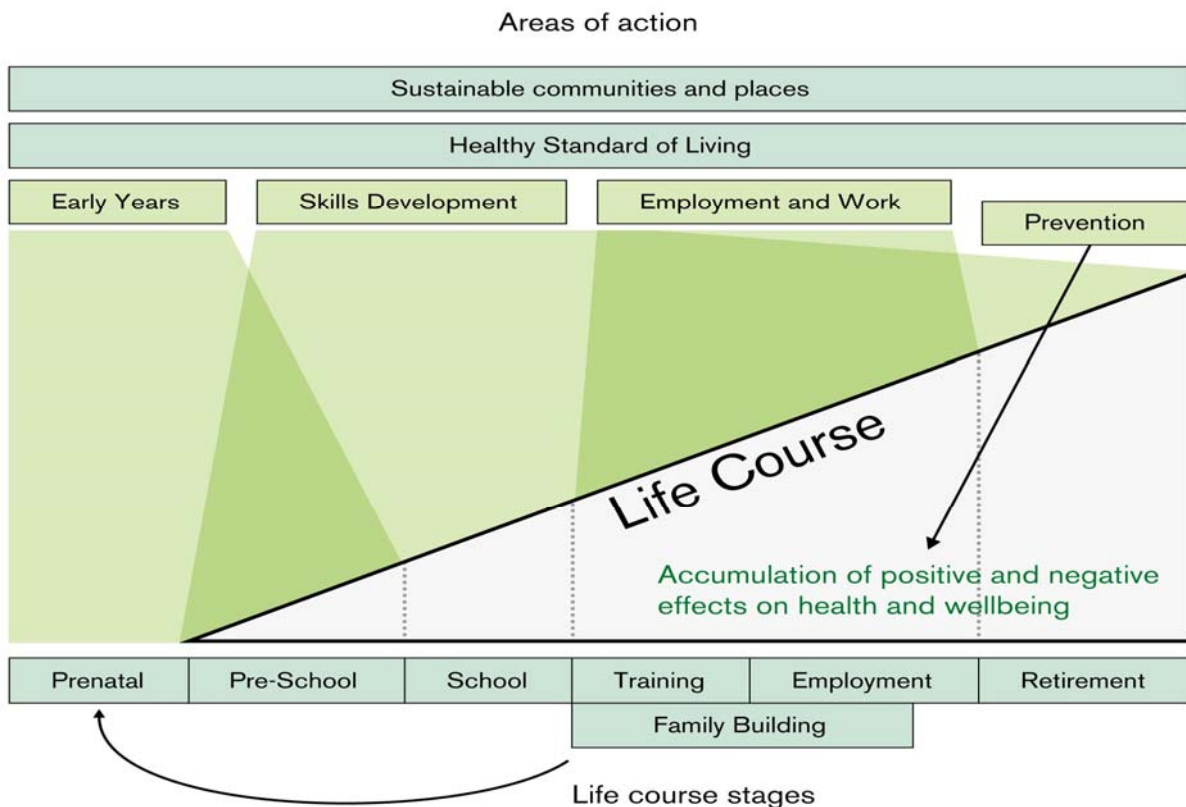 Areas of action
Sustainable communities and places
Healthy Standard of Living
Early Years
Skills Development
Employment and Work
Prevention
Life Course
Accumulation of positive and negative
effects on health and wellbeing
Prenatal
Pre-School
School
Training
Employment
Retirement
Family Building
Life course stages